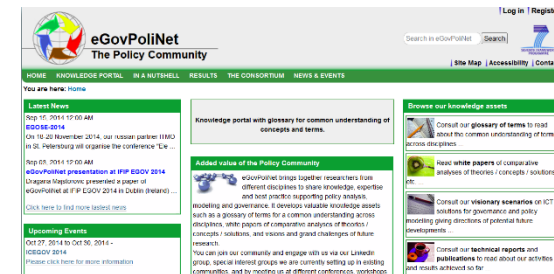 Log in | Registe
eGovPoliNet
The Policy Community
Search in eGovPoliNet Search
| Site Map | Accessibility | Conta
HOME KNOWLEDGE PORTAL IN A NUTSHELL RESULTS THE CONSORTIUM NEWS & EVENTS
You are here: Home
Latest News
Sep 15, 2014 12:00 AM
EGOSE-2014
On 18-20 November 2014, our russian partner ITMO
in St. Petersburg will organise the conference "Ele ...
Sep 03, 2014 12:00 AM
eGovPoliNet presentation at IFIP EGOV 2014
Dragana Majstorovic presented a paper of
eGovPoliNet at IFIP EGOV 2014 in Dublin (Ireland) ...
Click here to find more lastest news
Upcoming Events
Oct 27, 2014 to Oct 30, 2014 -
ICEGOV 2014
Please click here for more information
Knowledge portal with glossary for common understanding of
concepts and terms.
Added value of the Policy Community
eGovPoliNet brings together researchers from
different disciplines to share knowledge, expertise
and best practice supporting policy analysis,
modeling and governance. It develops valuable knowledge assets
such as a glossary of terms for a common understanding across
disciplines, white papers of comparative analyses of theories /
concepts / solutions, and visions and grand challenges of future
research.
You can join our community and engage with us via our LinkedIn
group, special interest groups we are currently setting up in existing
communities, and by meeting us at different conferences, workshops
Browse our knowledge assets
Consult our glossary of terms to read
about the common understanding of terms
across disciplines ...
Read white papers of comparative
analyses of theories / concepts / solutions
etc. ...
Consult our visionary scenarios on ICT
solutions for governance and policy
modeling giving directions of potential future
developments ...
Consult our technical reports and
publications to read about our activities
and results achieved so far